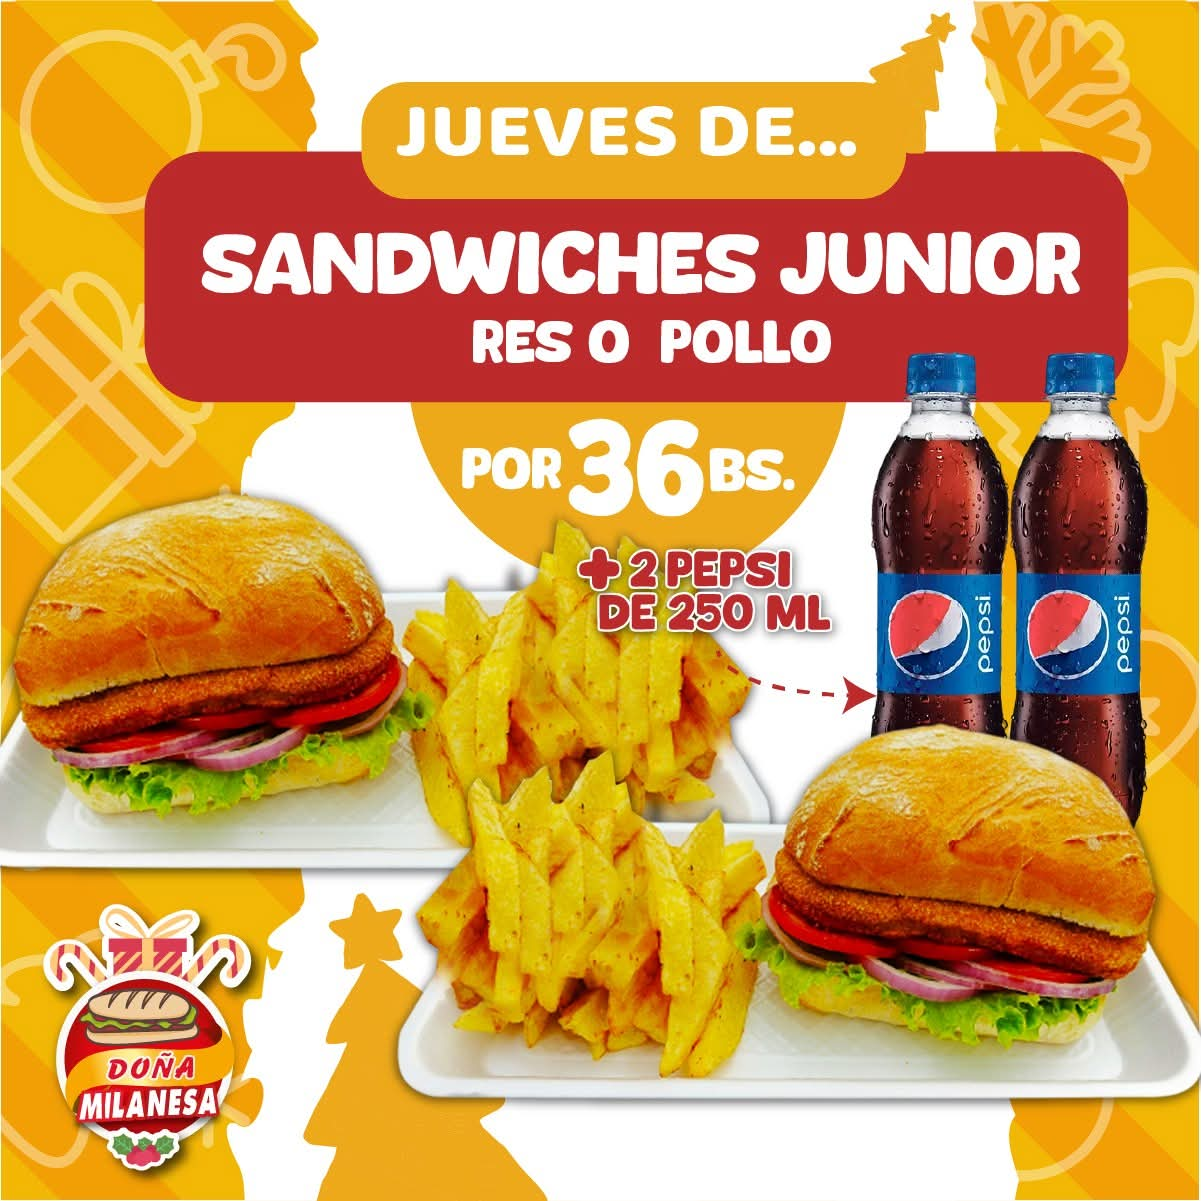 JUEVES DE...
SANDWICHES JUNIOR
RES O POLLO
POR 36 BS.
+ 2 PEPSI
DE 250 ML
pepsi
pepsi
DOÑA
MILANESA